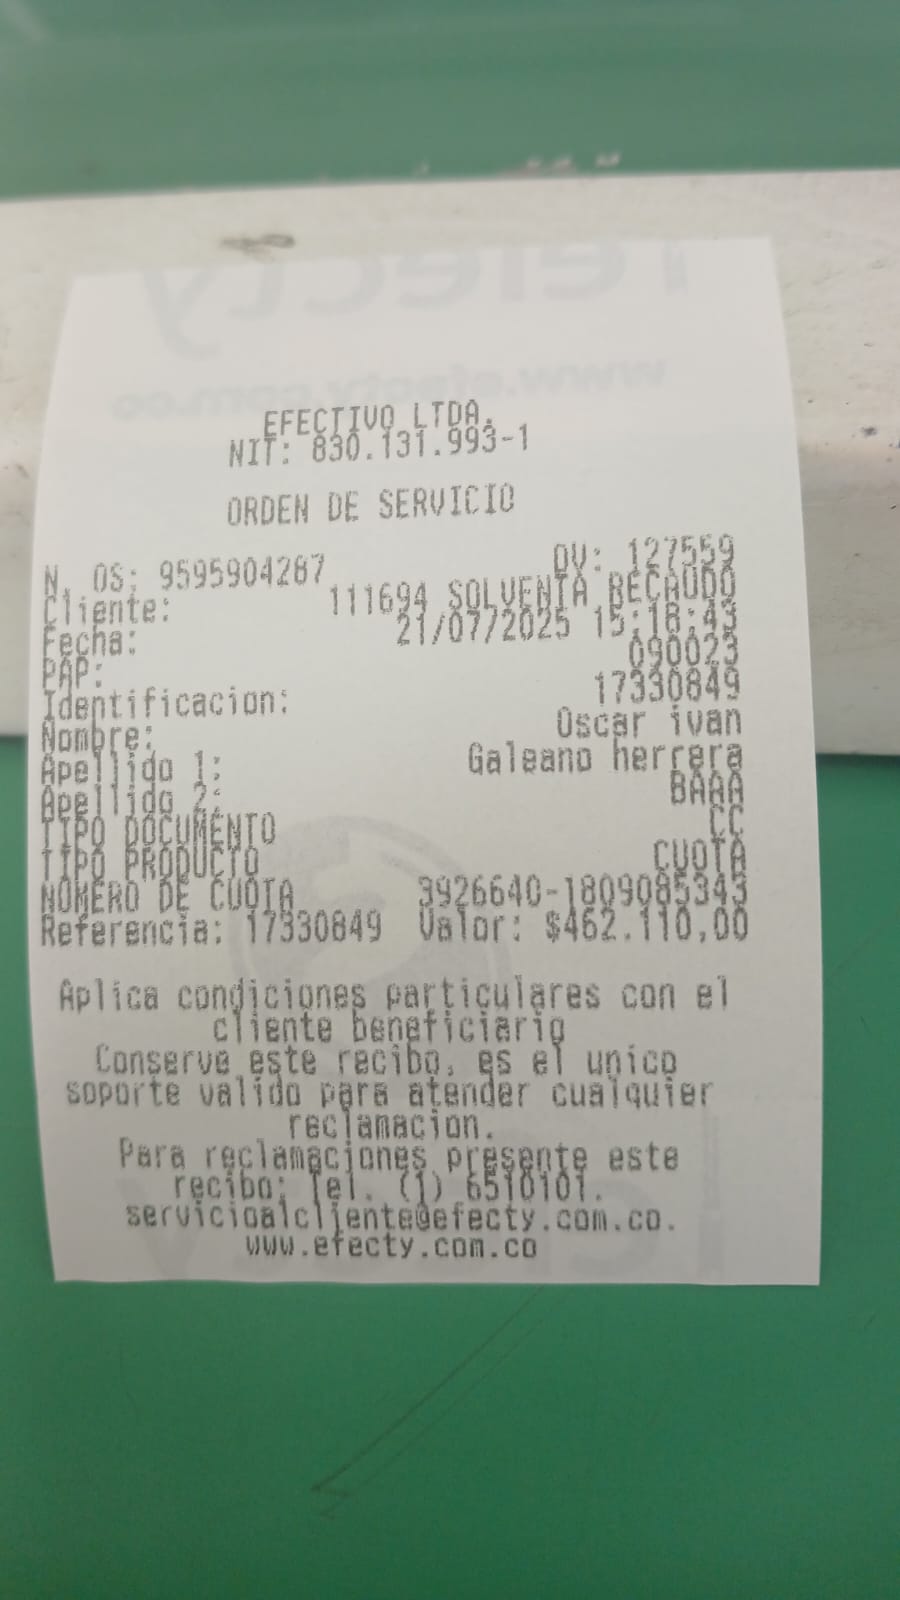 EFECTIVO LTDA.
NIT: 830.131.993-1
ORDEN DE SERVICIO
N. OS: 9595904287 DV: 127559
Cliente: 111694 SOLVENTA RECAUDO
Fecha: 21/07/2025 15:18:43
PAP: 090023
Identificacion: 17330849
Nombre: Oscar ivan
Apellido 1: Galeano herrera
Apellido 2: BAAA
TIPO DOCUMENTO CC
TIPO PRODUCTO CUOTA
NUMERO DE CUOTA 3926640-1809085343
Referencia: 17330849 Valor: $462.110,00
Aplica condiciones particulares con el
cliente beneficiario
Conserve este recibo, es el unico
soporte valido para atender cualquier
reclamacion.
Para reclamaciones presente este
recibo: Tel. (1) 6510101.
servicioalcliente@efecty.com.co.
www.efecty.com.co